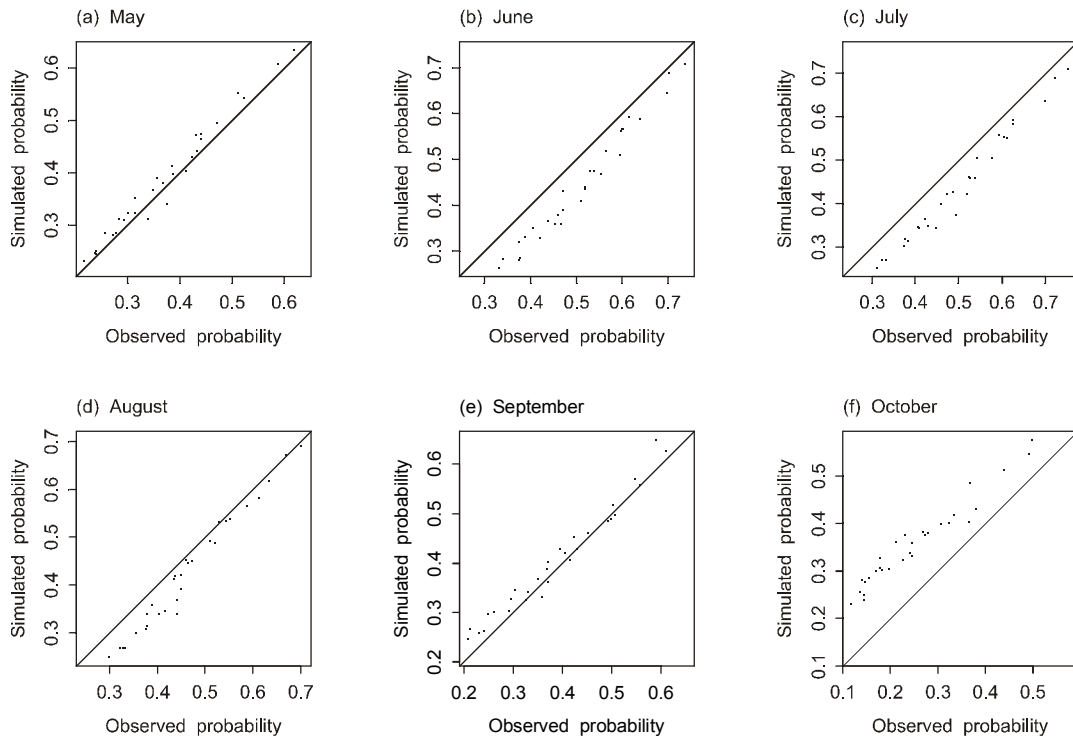 (a) May
Simulated probability
0.6
0.5
0.4
0.3
0.3 0.4 0.5 0.6
Observed probability
(b) June
Simulated probability
0.7
0.6
0.5
0.4
0.3
0.3 0.4 0.5 0.6 0.7
Observed probability
(c) July
Simulated probability
0.7
0.6
0.5
0.4
0.3
0.3 0.4 0.5 0.6 0.7
Observed probability
(d) August
Simulated probability
0.7
0.6
0.5
0.4
0.3
0.3 0.4 0.5 0.6 0.7
Observed probability
(e) September
Simulated probability
0.6
0.5
0.4
0.3
0.2
0.2 0.3 0.4 0.5 0.6
Observed probability
(f) October
Simulated probability
0.5
0.4
0.3
0.2
0.1
0.1 0.2 0.3 0.4 0.5
Observed probability